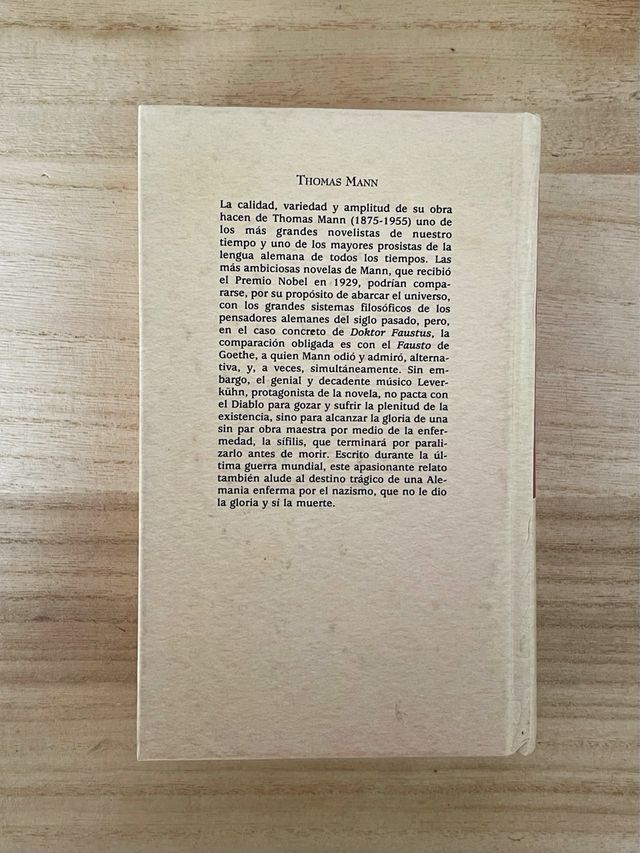 THOMAS MANN
La calidad, variedad y amplitud de su obra
hacen de Thomas Mann (1875-1955) uno de
los más grandes novelistas de nuestro
tiempo y uno de los mayores prosistas de la
lengua alemana de todos los tiempos. Las
más ambiciosas novelas de Mann, que recibió
el Premio Nobel en 1929, podrían compa-
rarse, por su propósito de abarcar el universo,
con los grandes sistemas filosóficos de los
pensadores alemanes del siglo pasado, pero,
en el caso concreto de Doktor Faustus, la
comparación obligada es con el Fausto de
Goethe, a quien Mann odió y admiró, alterna-
tiva, y, a veces, simultáneamente. Sin em-
bargo, el genial y decadente músico Lever-
kühn, protagonista de la novela, no pacta con
el Diablo para gozar y sufrir la plenitud de la
existencia, sino para alcanzar la gloria de una
sin par obra maestra por medio de la enfer-
medad, la sífilis, que terminará por parali-
zarlo antes de morir. Escrito durante la úl-
tima guerra mundial, este apasionante relato
también alude al destino trágico de una Ale-
mania enferma por el nazismo, que no le dio
la gloria y sí la muerte.